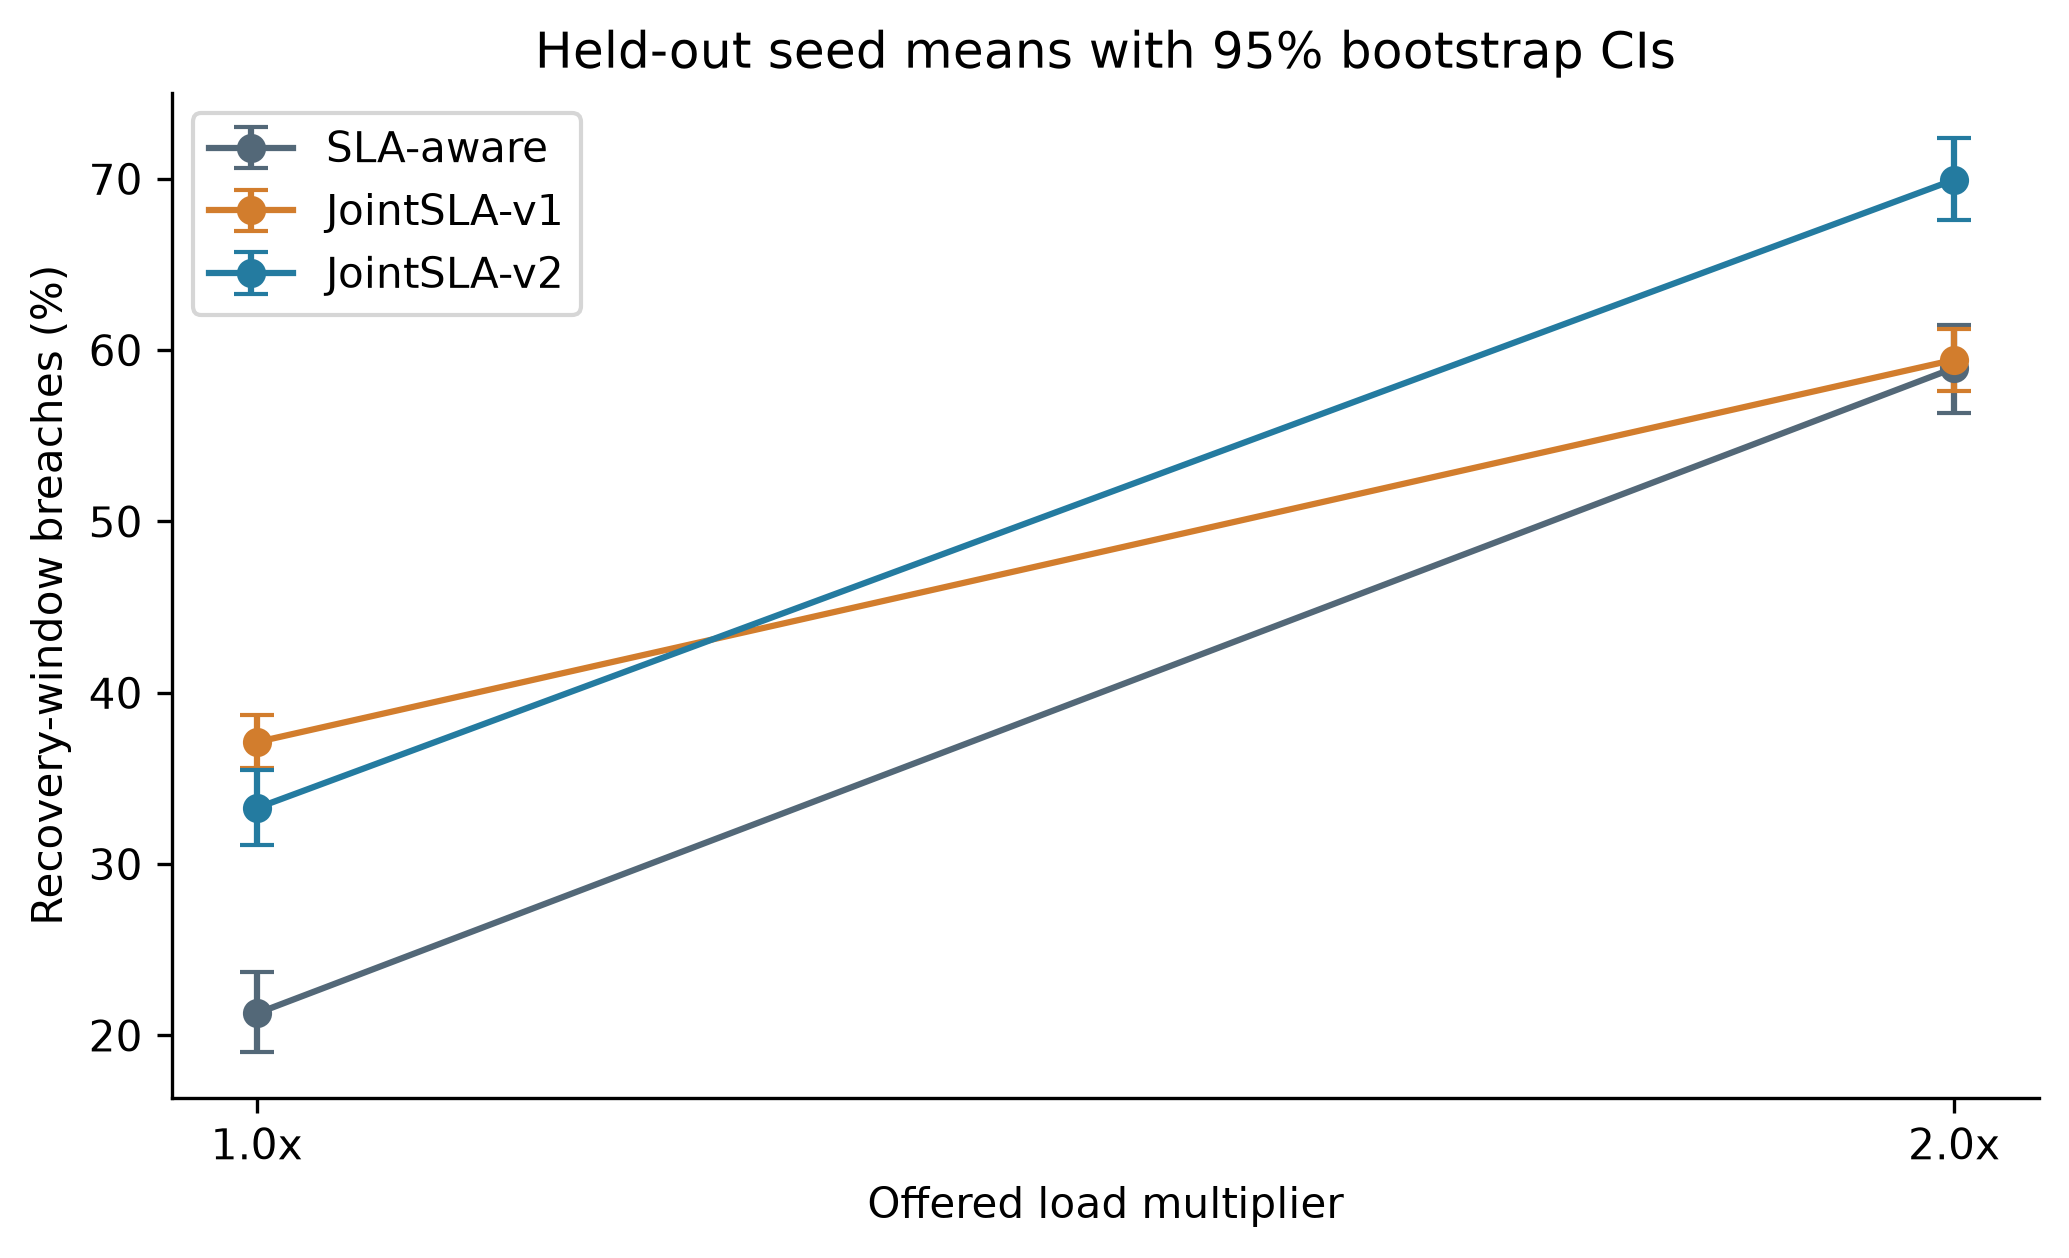 Held-out seed means with 95% bootstrap CIs
SLA-aware
JointSLA-v1
JointSLA-v2
Recovery-window breaches (%)
70
60
50
40
30
20
1.0x
2.0x
Offered load multiplier